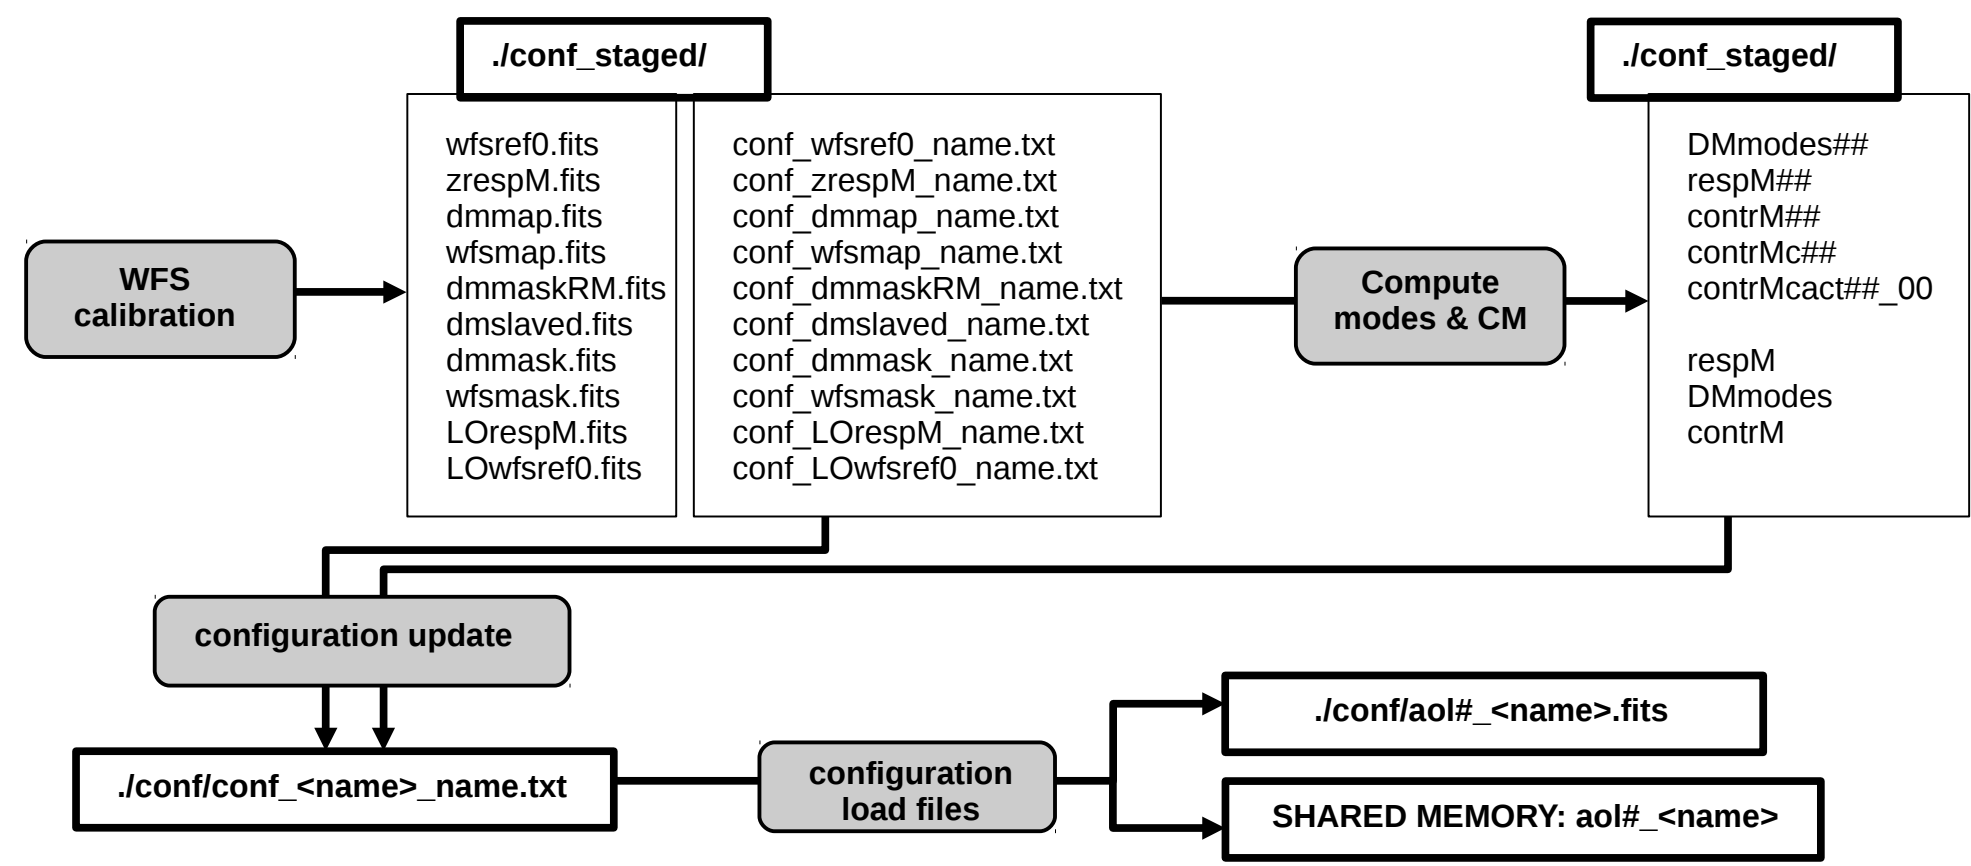 ./conf_staged/
./conf_staged/
wfsref0.fits
zrespM.fits
dmmap.fits
wfsmap.fits
dmmaskRM.fits
dmslaved.fits
dmmask.fits
wfsmask.fits
LOrespM.fits
LOwfsref0.fits
conf_wfsref0_name.txt
conf_zrespM_name.txt
conf_dmmap_name.txt
conf_wfsmap_name.txt
conf_dmmaskRM_name.txt
conf_dmslaved_name.txt
conf_dmmask_name.txt
conf_wfsmask_name.txt
conf_LOrespM_name.txt
conf_LOwfsref0_name.txt
DMmodes##
respM##
contrM##
contrMc##
contrMcact##_00
respM
DMmodes
contrM
WFS
calibration
Compute
modes & CM
configuration update
./conf/conf_<name>_name.txt
configuration
load files
./conf/aol#_<name>.fits
SHARED MEMORY: aol#_<name>